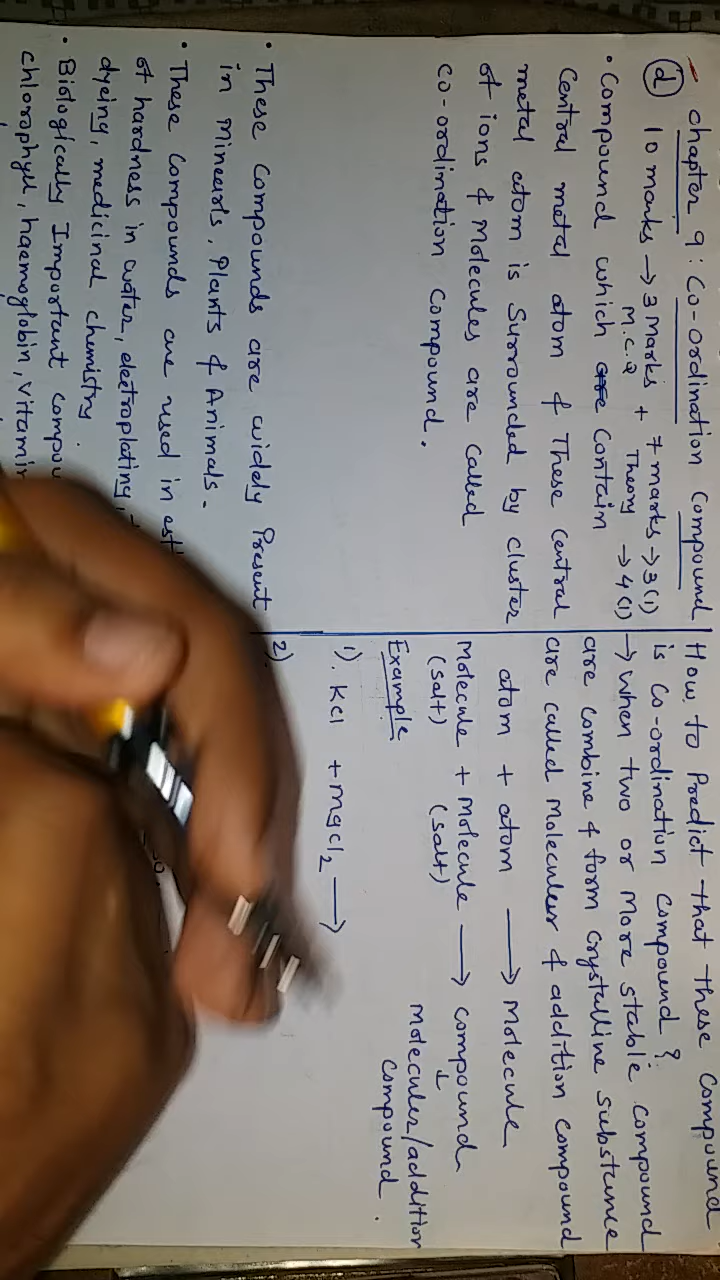 chapter 9: Co-ordination Compound
(d) 10 marks → 3 Marks + 7 marks → 3(1)
M.C.Q Theory → 4(1)
• Compound which are Contain
Central metal atom & These Central
metal atom is Surrounded by cluster
of ions & Molecules are called
co-ordination Compound.
• These Compounds are widely Present
in minerals, Plants & Animals.
• These Compounds are used in
of hardness in water, electroplating,
dyeing, medicinal chemistry.
• Biologically Important
chlorophyll, haemoglobin,
How to Predict that these compound
is Co-ordination Compound?
→ When two or More stable compound
are combine & form Crystalline substance
are called Molecular & addition compound
atom + atom → Molecule
Molecule + Molecule → Compound
(salt) (salt) ↓
Molecular/addition
Compound.
Example
1). KCl + MgCl2 →
2).